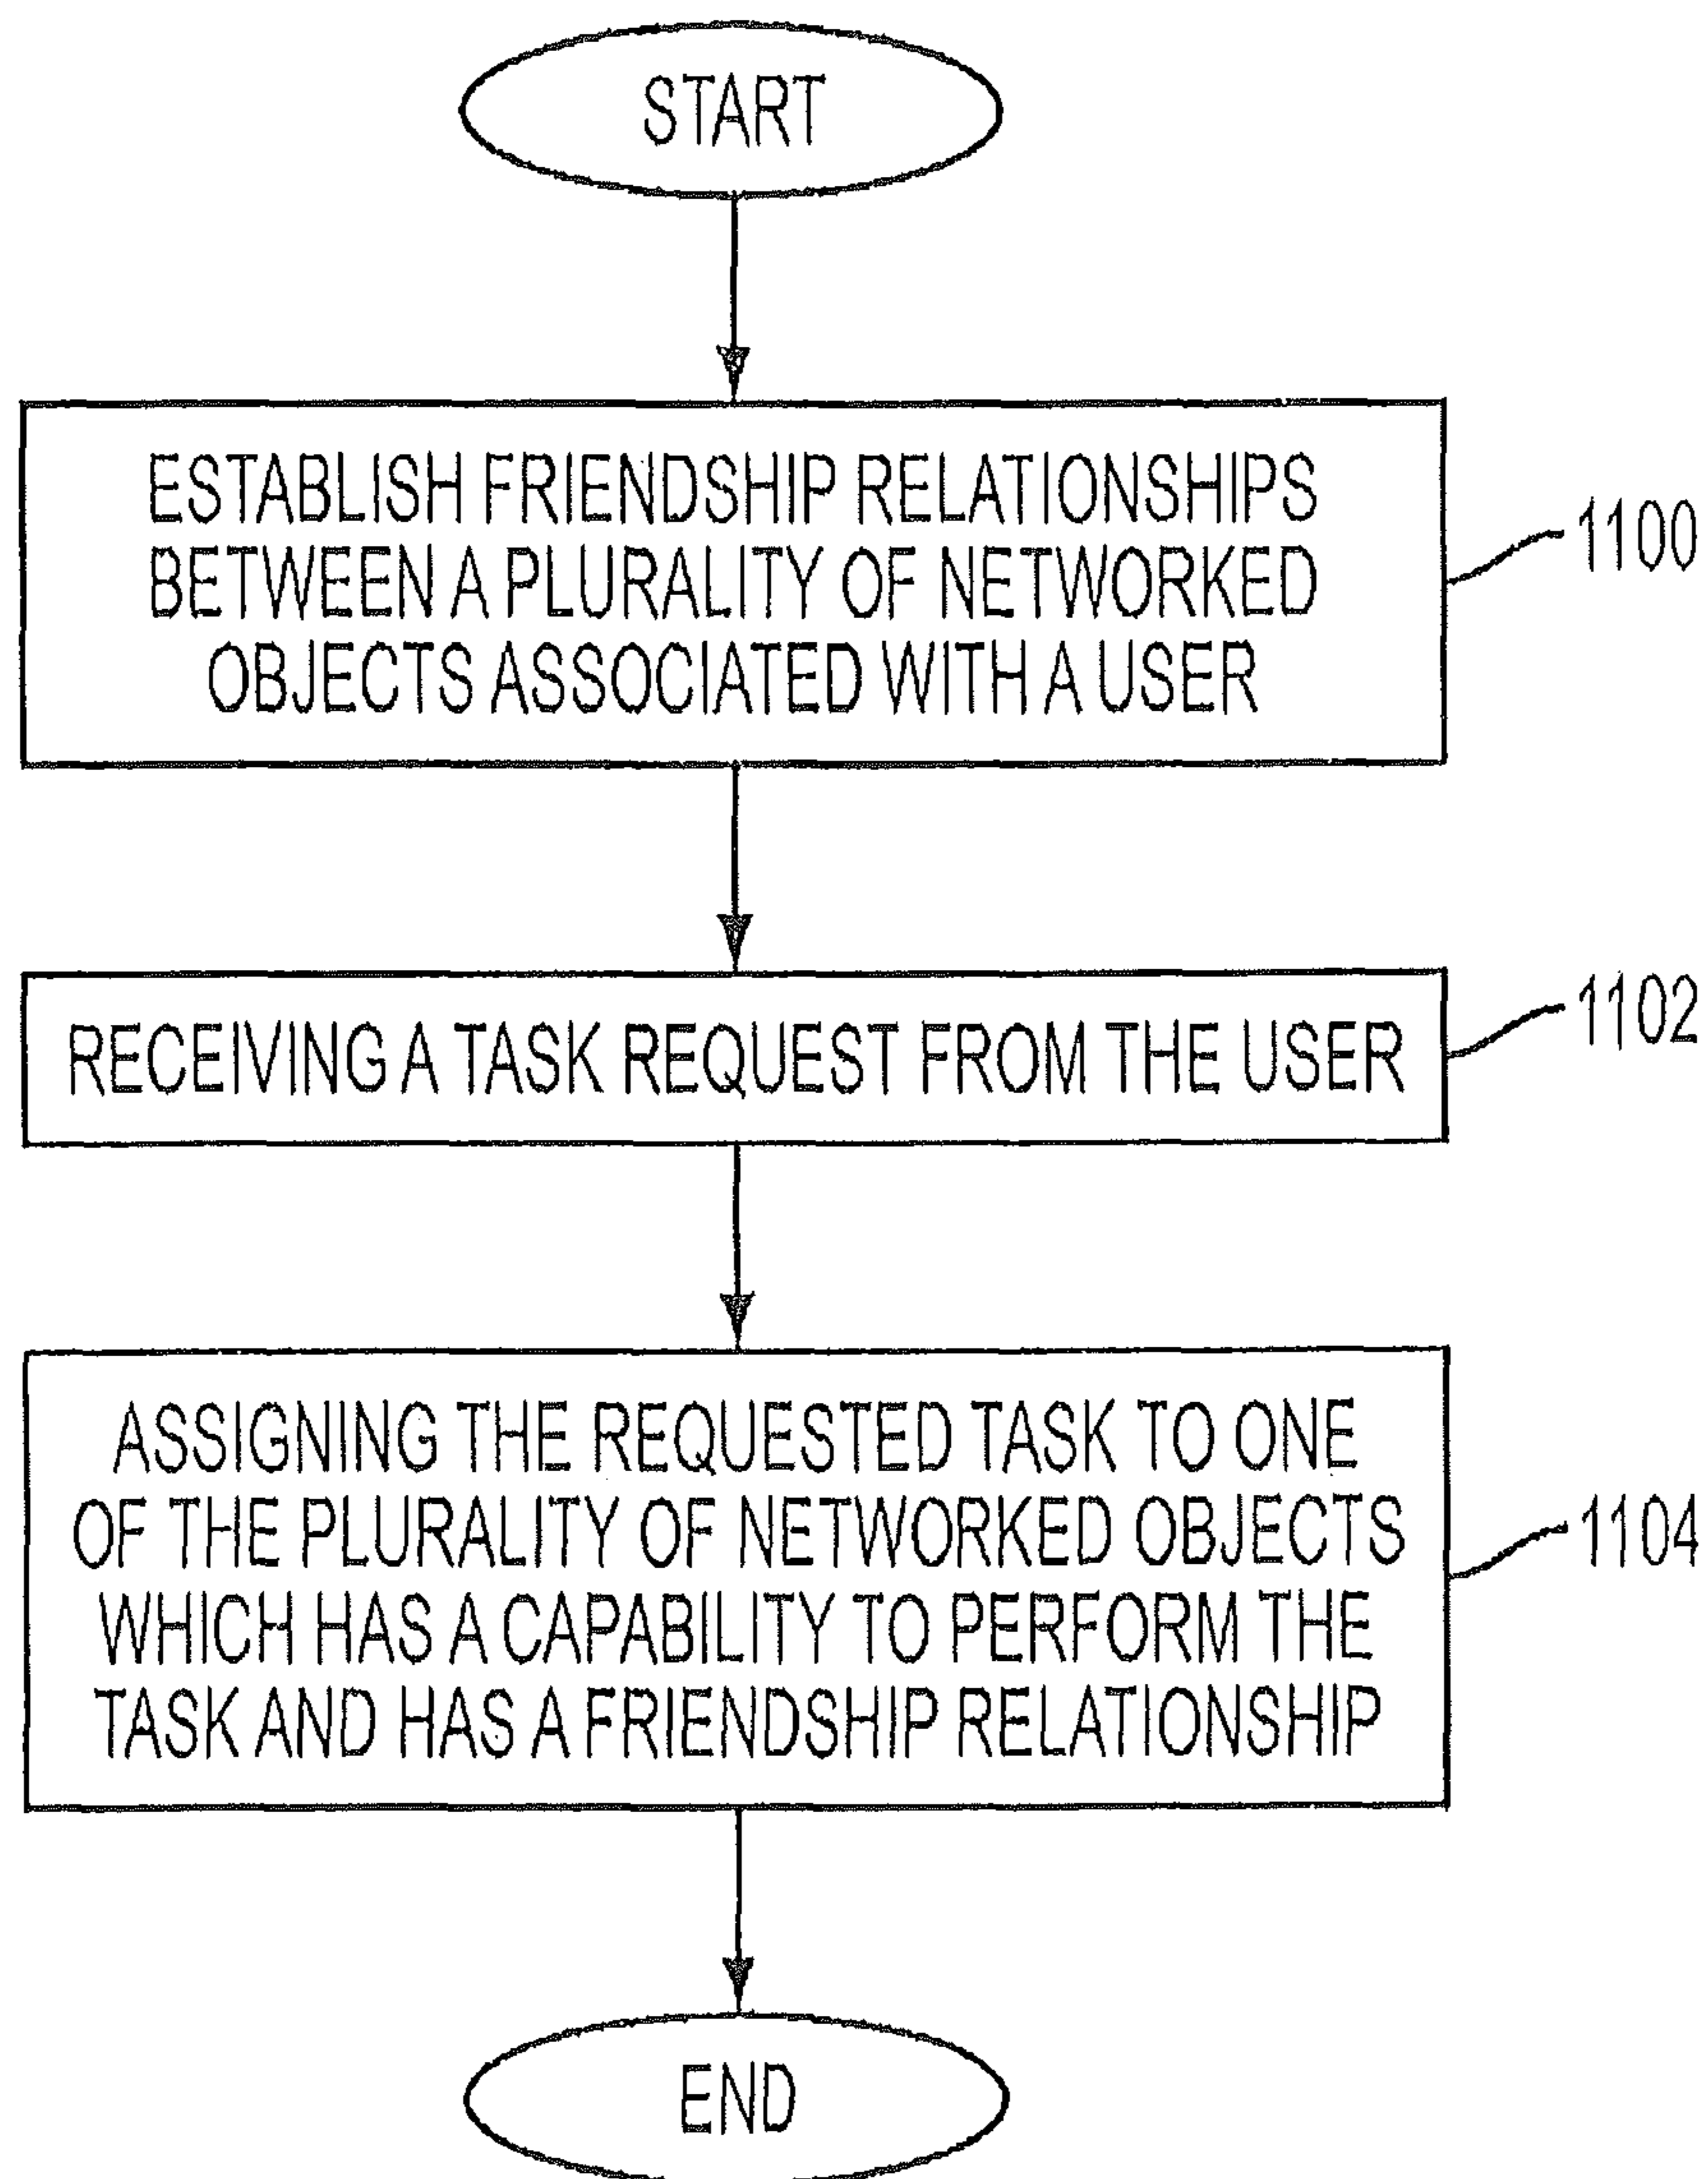 START
ESTABLISH FRIENDSHIP RELATIONSHIPS
BETWEEN A PLURALITY OF NETWORKED
OBJECTS ASSOCIATED WITH A USER
1100
RECEIVING A TASK REQUEST FROM THE USER
1102
ASSIGNING THE REQUESTED TASK TO ONE
OF THE PLURALITY OF NETWORKED OBJECTS
WHICH HAS A CAPABILITY TO PERFORM THE
TASK AND HAS A FRIENDSHIP RELATIONSHIP
1104
END